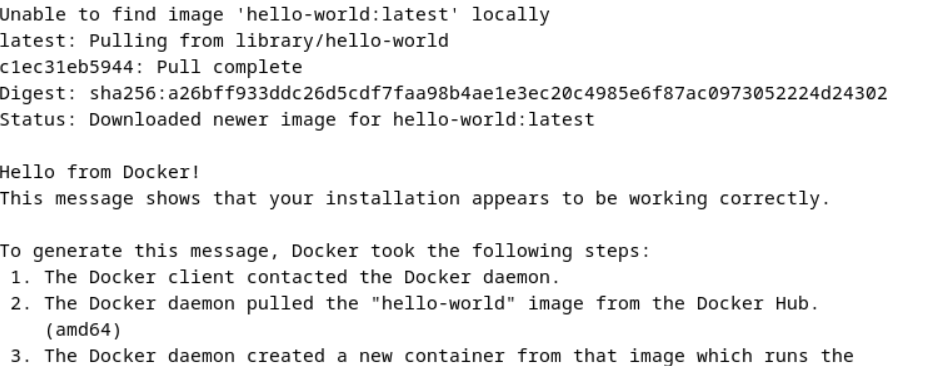 Unable to find image 'hello-world:latest' locally
latest: Pulling from library/hello-world
c1ec31eb5944: Pull complete
Digest: sha256:a26bff933ddc26d5cdf7faa98b4ae1e3ec20c4985e6f87ac0973052224d24302
Status: Downloaded newer image for hello-world:latest

Hello from Docker!
This message shows that your installation appears to be working correctly.

To generate this message, Docker took the following steps:
 1. The Docker client contacted the Docker daemon.
 2. The Docker daemon pulled the "hello-world" image from the Docker Hub.
    (amd64)
 3. The Docker daemon created a new container from that image which runs the